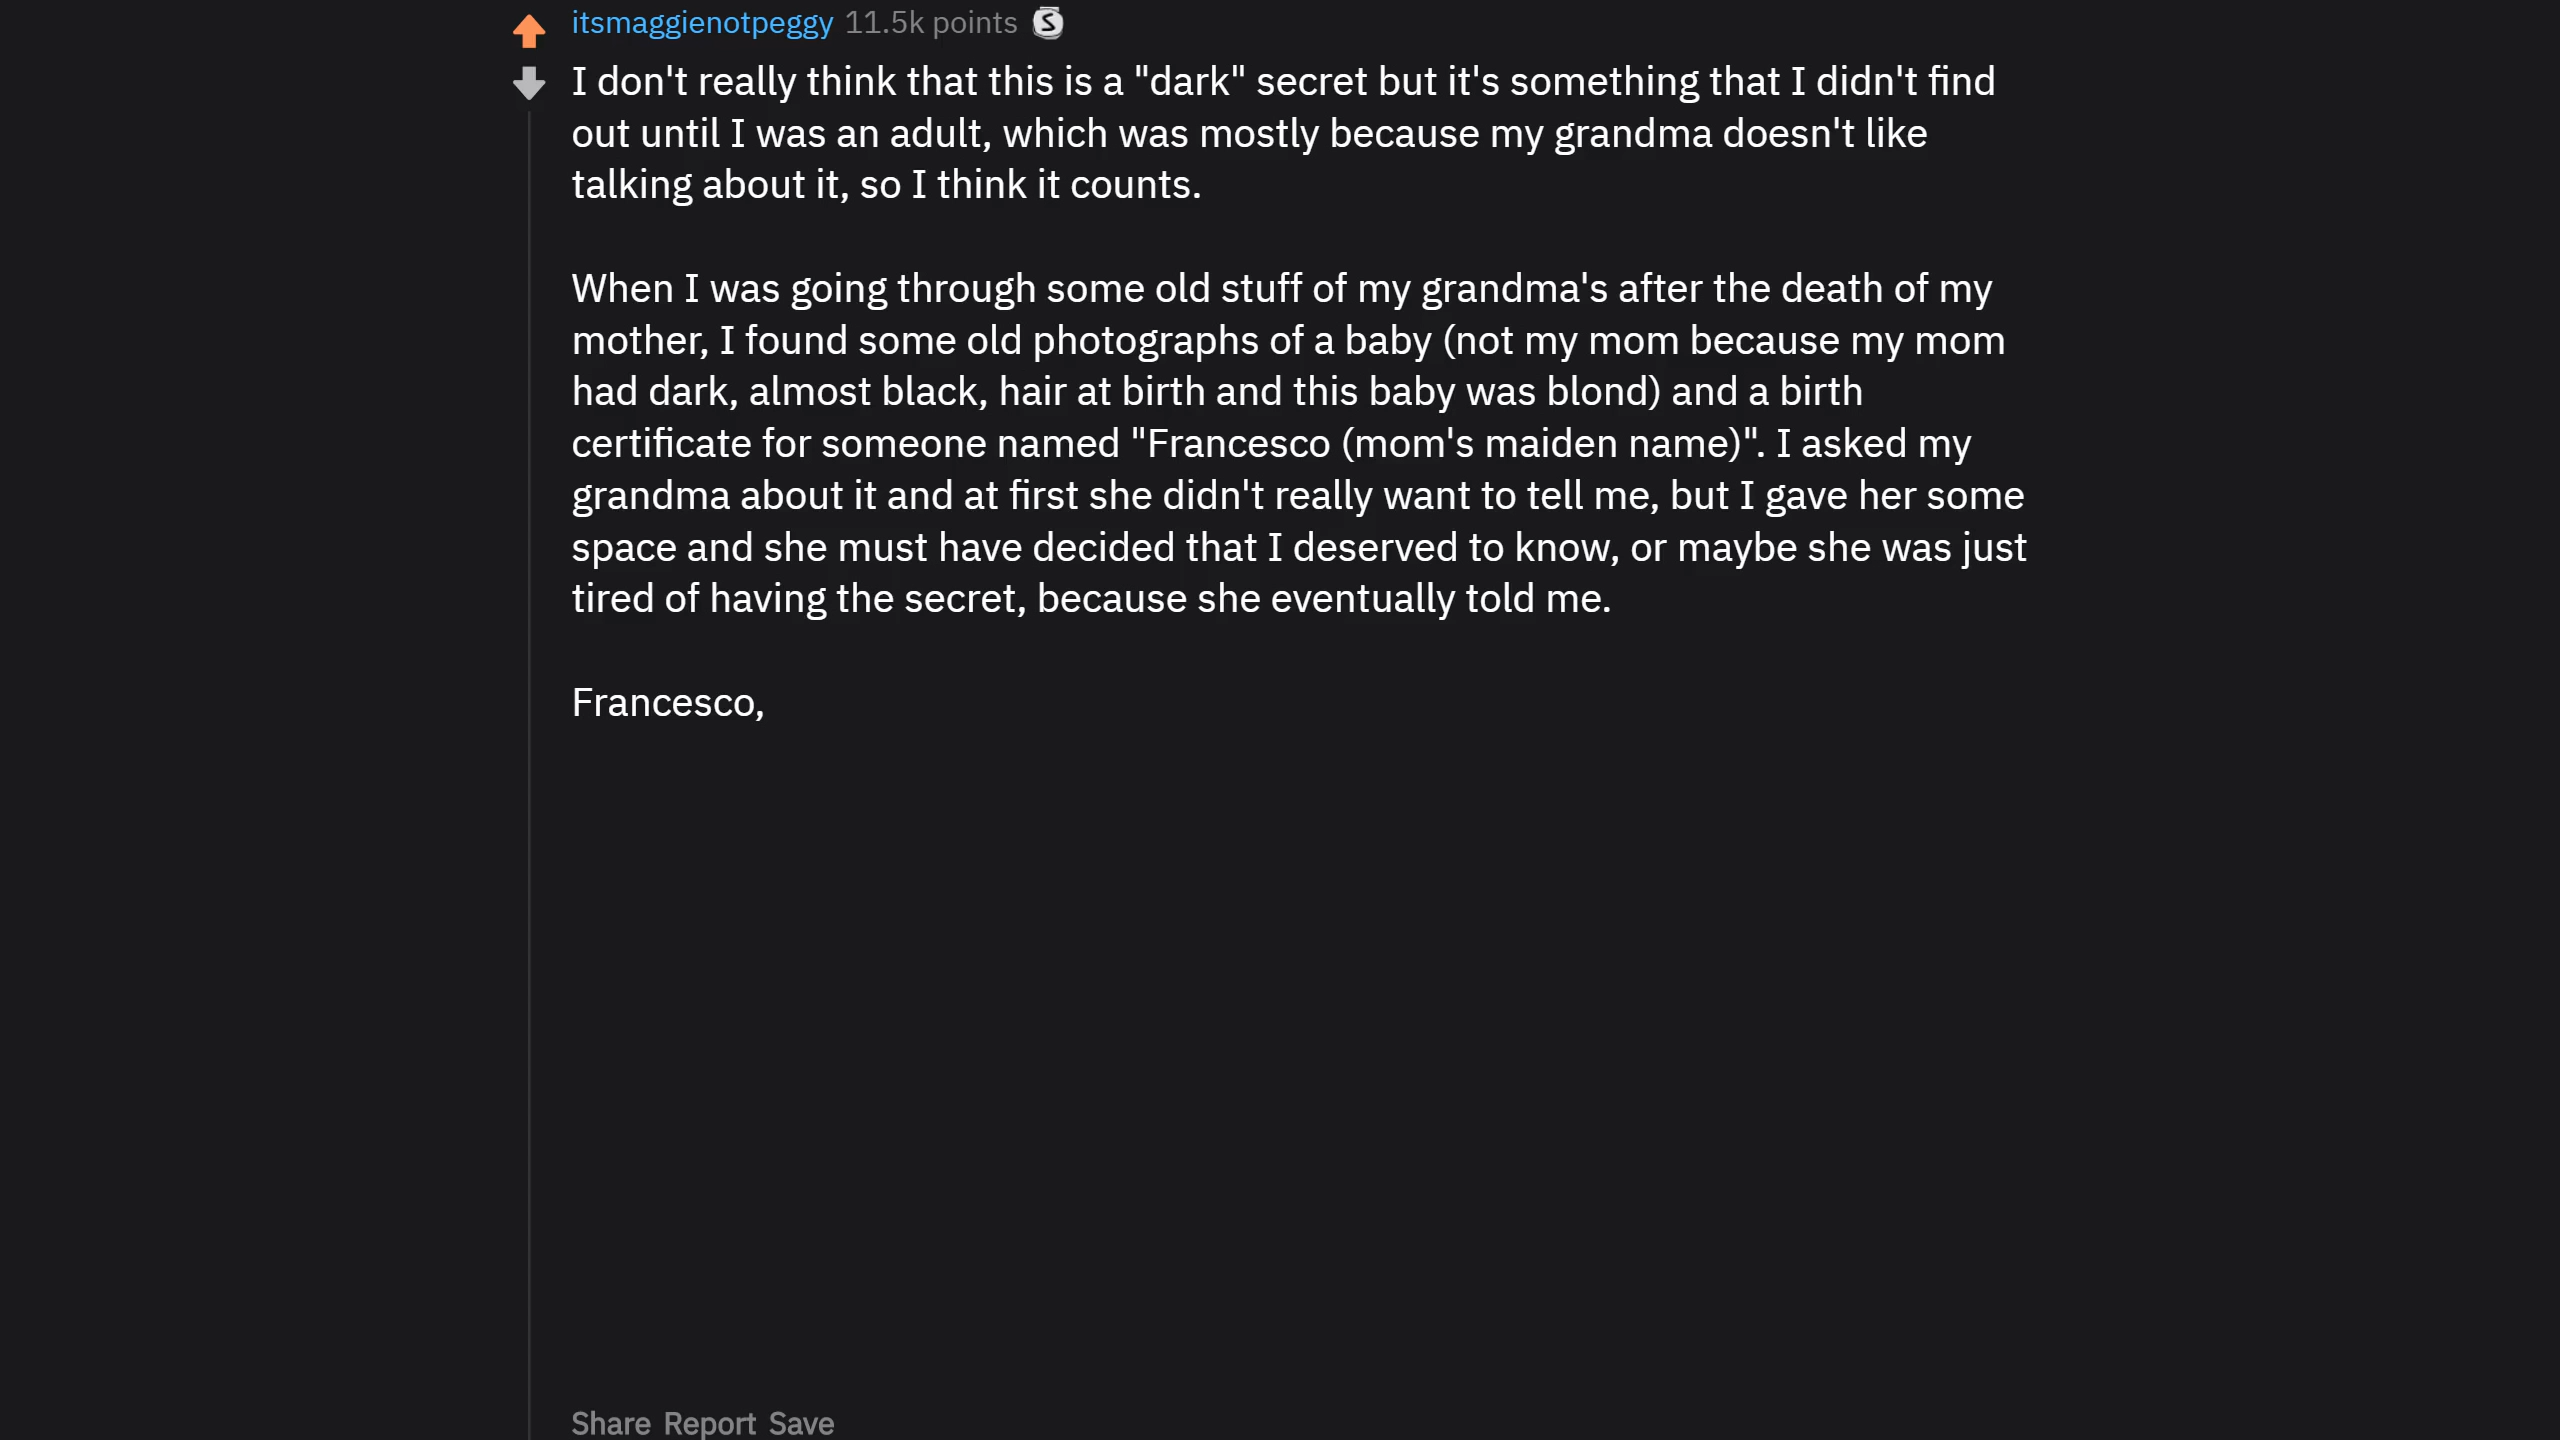 itsmaggienotpeggy 11.5k points S
I don't really think that this is a "dark" secret but it's something that I didn't find
out until I was an adult, which was mostly because my grandma doesn't like
talking about it, so I think it counts.
When I was going through some old stuff of my grandma's after the death of my
mother, I found some old photographs of a baby (not my mom because my mom
had dark, almost black, hair at birth and this baby was blond) and a birth
certificate for someone named "Francesco (mom's maiden name)". I asked my
grandma about it and at first she didn't really want to tell me, but I gave her some
space and she must have decided that I deserved to know, or maybe she was just
tired of having the secret, because she eventually told me.
Francesco,
Share Report Save